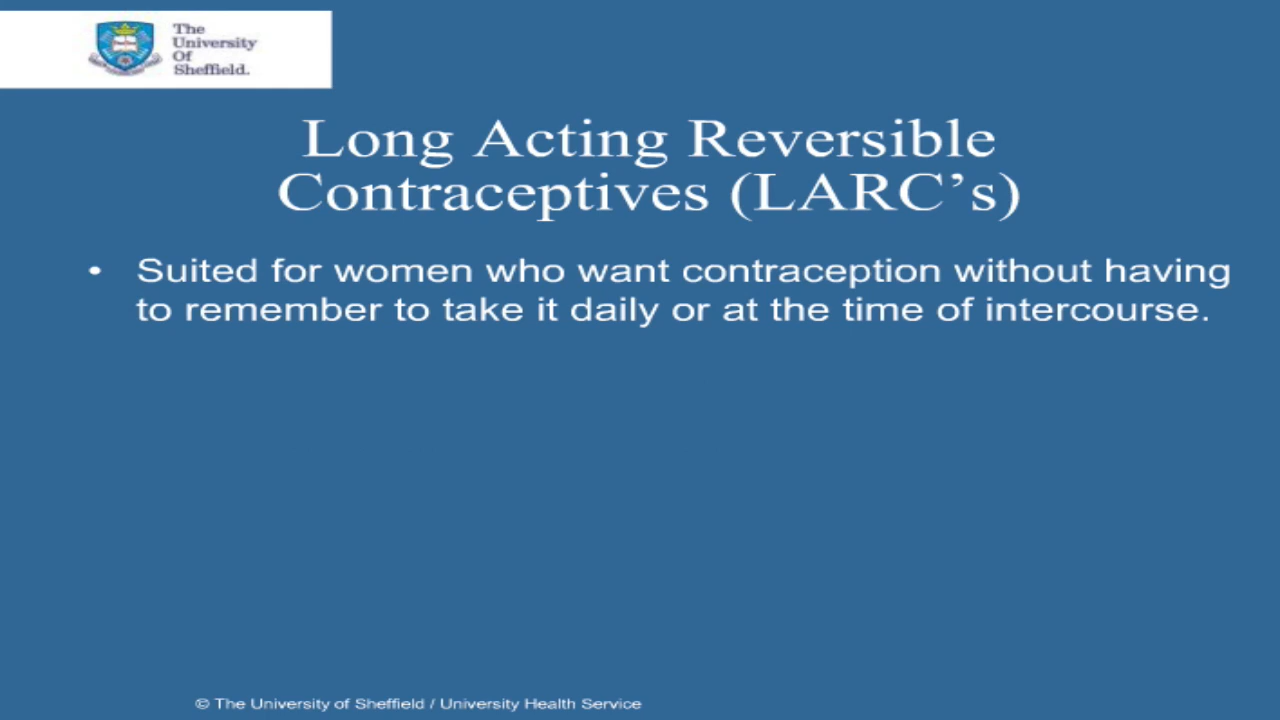 The
University
Of
Sheffield.
Long Acting Reversible
Contraceptives (LARC’s)
• Suited for women who want contraception without having
to remember to take it daily or at the time of intercourse.
© The University of Sheffield / University Health Service